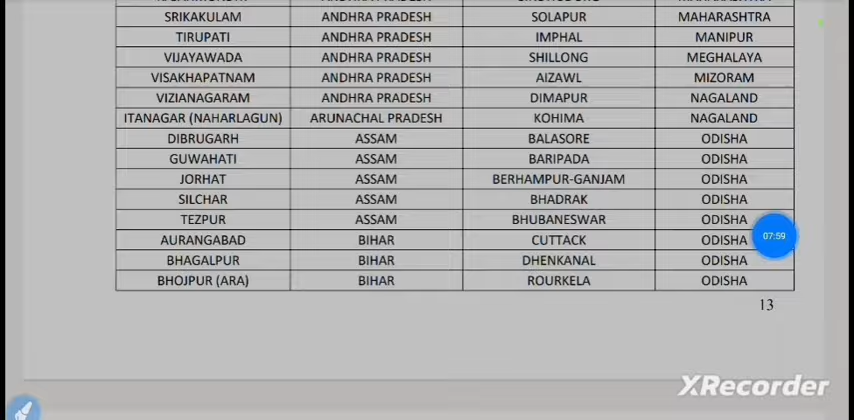 SRIKAKULAM ANDHRA PRADESH SOLAPUR MAHARASHTRA
TIRUPATI ANDHRA PRADESH IMPHAL MANIPUR
VIJAYAWADA ANDHRA PRADESH SHILLONG MEGHALAYA
VISAKHAPATNAM ANDHRA PRADESH AIZAWL MIZORAM
VIZIANAGARAM ANDHRA PRADESH DIMAPUR NAGALAND
ITANAGAR (NAHARLAGUN) ARUNACHAL PRADESH KOHIMA NAGALAND
DIBRUGARH ASSAM BALASORE ODISHA
GUWAHATI ASSAM BARIPADA ODISHA
JORHAT ASSAM BERHAMPUR-GANJAM ODISHA
SILCHAR ASSAM BHADRAK ODISHA
TEZPUR ASSAM BHUBANESWAR ODISHA
AURANGABAD BIHAR CUTTACK ODISHA 07:59
BHAGALPUR BIHAR DHENKANAL ODISHA
BHOJPUR (ARA) BIHAR ROURKELA ODISHA
13
XRecorder